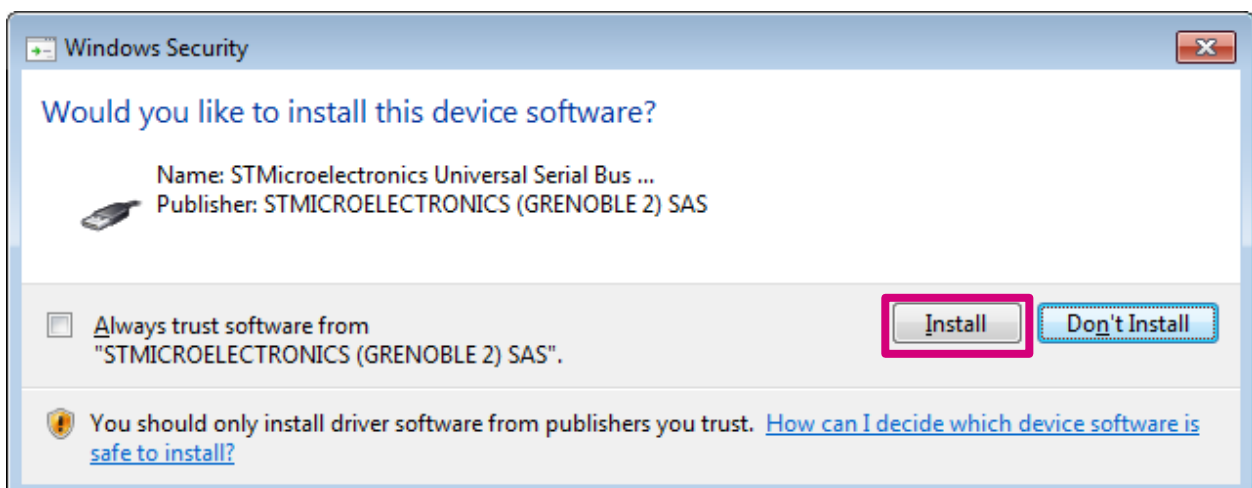 Windows Security
Would you like to install this device software?
Name: STMicroelectronics Universal Serial Bus ...
Publisher: STMICROELECTRONICS (GRENOBLE 2) SAS
Always trust software from
"STMICROELECTRONICS (GRENOBLE 2) SAS".
Install
Don't Install
You should only install driver software from publishers you trust. How can I decide which device software is
safe to install?